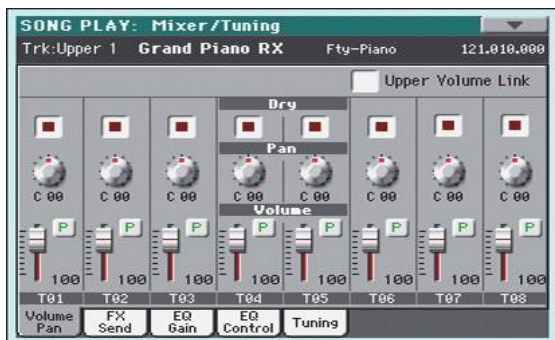 SONG PLAY: Mixer/Tuning
Trk:Upper 1 Grand Piano RX Fty-Piano 121.010.000
Upper Volume Link
Dry
Pan
C 00 C 00 C 00 C 00 C 00 C 00 C 00 C 00
Volume
P P P P P P P P
100 100 100 100 100 100 100 100
T01 T02 T03 T04 T05 T06 T07 T08
Volume Pan FX Send EQ Gain EQ Control Tuning